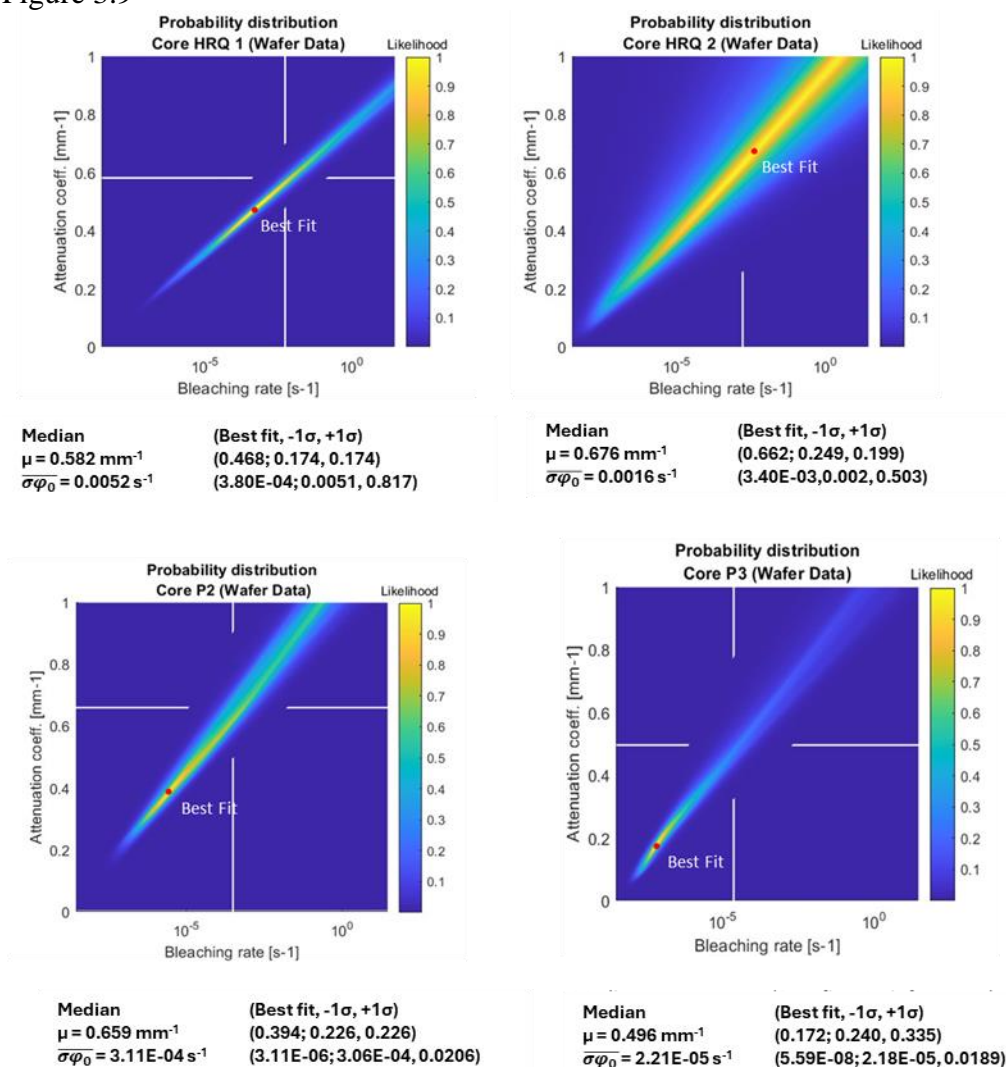 Probability distribution
Core HRQ 1 (Wafer Data)
Likelihood
1
0.8
0.6
0.4
0.2
0
Attenuation coeff. [mm-1]
10-5
100
Bleaching rate [s-1]
1
0.9
0.8
0.7
0.6
0.5
0.4
0.3
0.2
0.1
Best Fit
Probability distribution
Core HRQ 2 (Wafer Data)
Likelihood
1
0.8
0.6
0.4
0.2
0
Attenuation coeff. [mm-1]
10-5
100
Bleaching rate [s-1]
1
0.9
0.8
0.7
0.6
0.5
0.4
0.3
0.2
0.1
Best Fit
Median (Best fit, -1σ, +1σ)
μ = 0.582 mm-1 (0.468; 0.174, 0.174)
σφ0 = 0.0052 s-1 (3.80E-04; 0.0051, 0.817)
Median (Best fit, -1σ, +1σ)
μ = 0.676 mm-1 (0.662; 0.249, 0.199)
σφ0 = 0.0016 s-1 (3.40E-03,0.002, 0.503)
Probability distribution
Core P2 (Wafer Data)
Likelihood
1
0.8
0.6
0.4
0.2
0
Attenuation coeff. [mm-1]
10-5
100
Bleaching rate [s-1]
1
0.9
0.8
0.7
0.6
0.5
0.4
0.3
0.2
0.1
Best Fit
Probability distribution
Core P3 (Wafer Data)
Likelihood
1
0.8
0.6
0.4
0.2
0
Attenuation coeff. [mm-1]
10-5
100
Bleaching rate [s-1]
1
0.9
0.8
0.7
0.6
0.5
0.4
0.3
0.2
0.1
Best Fit
Median (Best fit, -1σ, +1σ)
μ = 0.659 mm-1 (0.394; 0.226, 0.226)
σφ0 = 3.11E-04 s-1 (3.11E-06; 3.06E-04, 0.0206)
Median (Best fit, -1σ, +1σ)
μ = 0.496 mm-1 (0.172; 0.240, 0.335)
σφ0 = 2.21E-05 s-1 (5.59E-08; 2.18E-05, 0.0189)